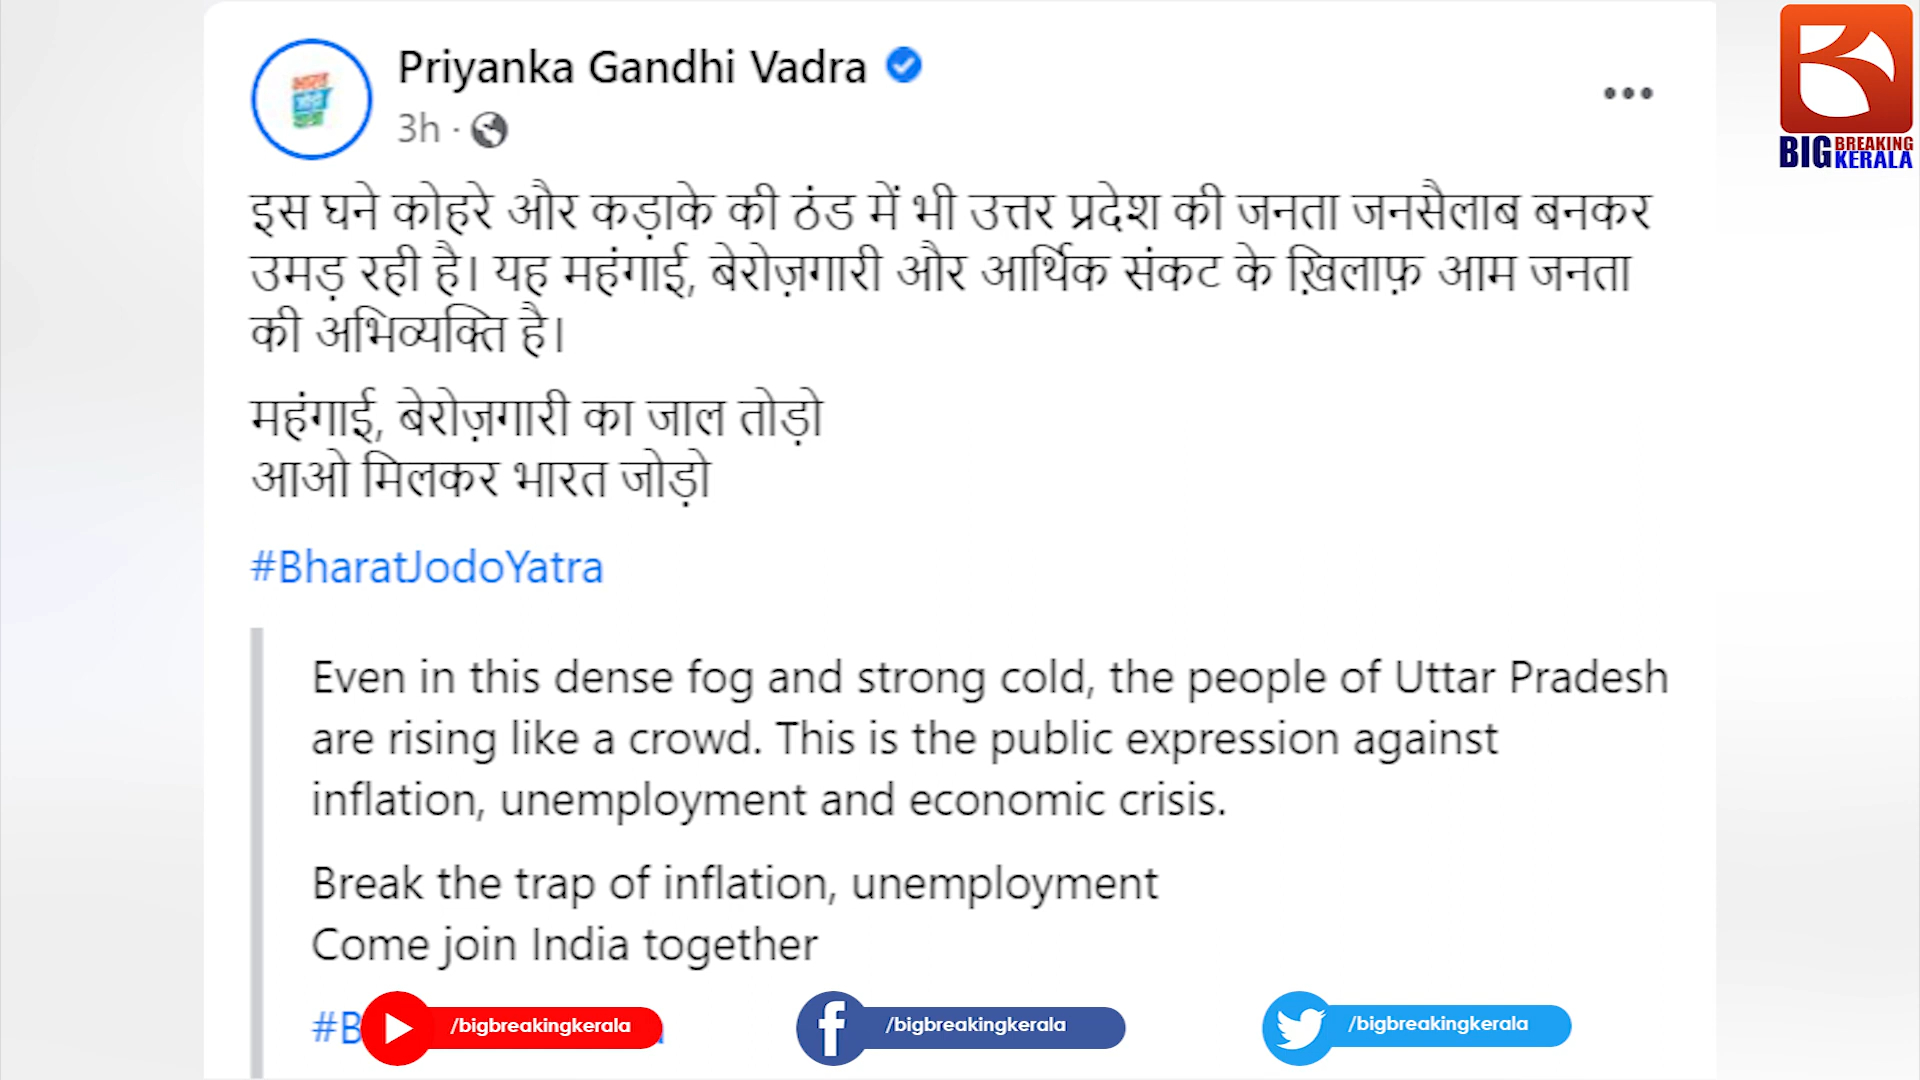 Priyanka Gandhi Vadra
3h ·
BIG BREAKING KERALA
इस घने कोहरे और कड़ाके की ठंड में भी उत्तर प्रदेश की जनता जनसैलाब बनकर
उमड़ रही है। यह महंगाई, बेरोज़गारी और आर्थिक संकट के ख़िलाफ़ आम जनता
की अभिव्यक्ति है।
महंगाई, बेरोज़गारी का जाल तोड़ो
आओ मिलकर भारत जोड़ो
#BharatJodoYatra
Even in this dense fog and strong cold, the people of Uttar Pradesh
are rising like a crowd. This is the public expression against
inflation, unemployment and economic crisis.
Break the trap of inflation, unemployment
Come join India together
/bigbreakingkerala
/bigbreakingkerala
/bigbreakingkerala